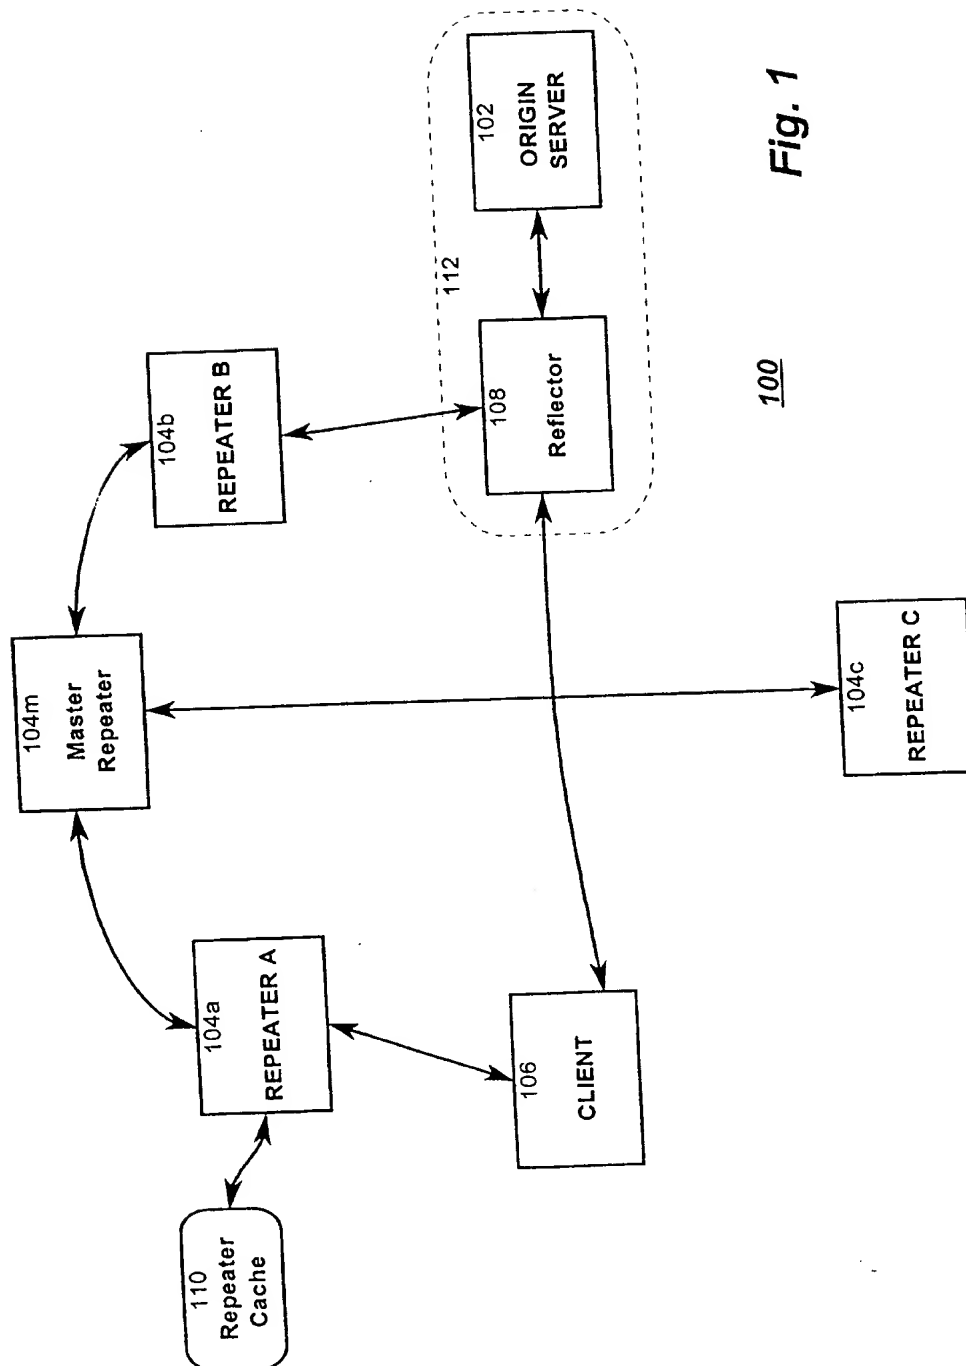 104m
Master
Repeater
104a
REPEATER A
104b
REPEATER B
110
Repeater
Cache
106
CLIENT
112
108
Reflector
102
ORIGIN
SERVER
104c
REPEATER C
100
Fig. 1